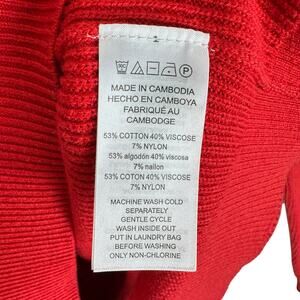 MADE IN CAMBODIA
HECHO EN CAMBOYA
FABRIQUÉ AU
CAMBODGE
53% COTTON 40% VISCOSE
7% NYLON
53% algodón 40% viscosa
7% nailon
53% COTON 40% VISCOSE
7% NYLON
MACHINE WASH COLD
SEPARATELY
GENTLE CYCLE
WASH INSIDE OUT
PUT IN LAUNDRY BAG
BEFORE WASHING
ONLY NON-CHLORINE